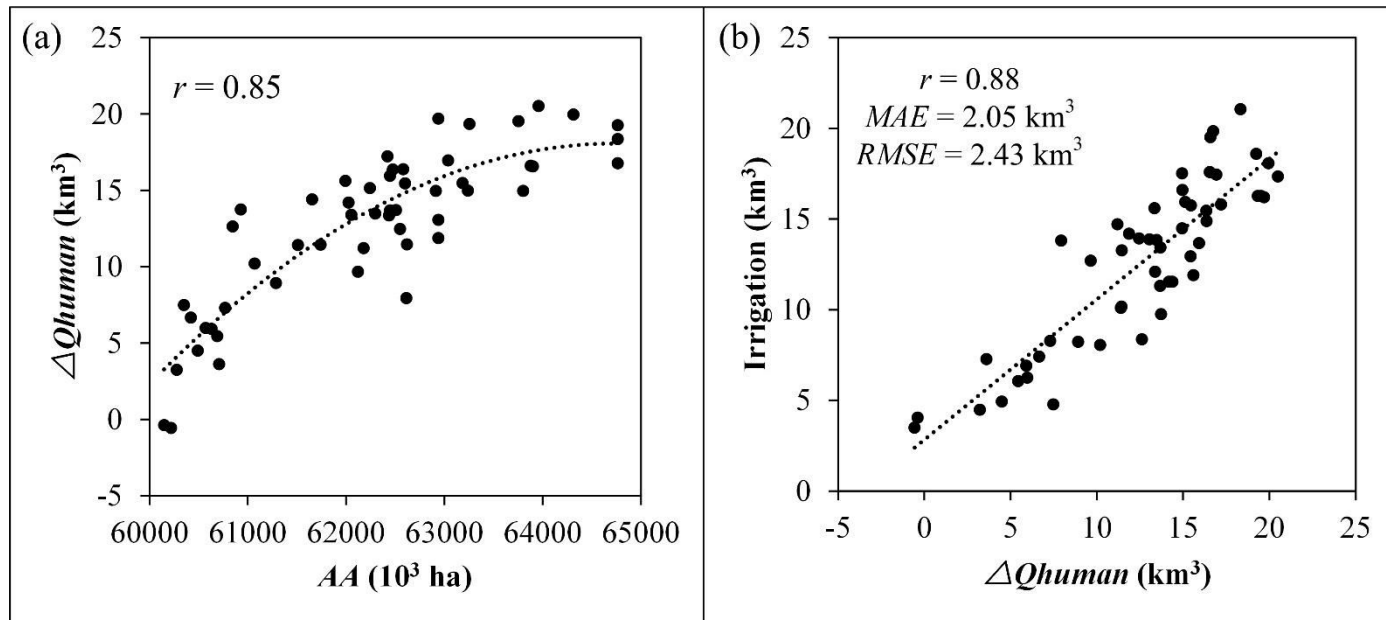 (a)
r = 0.85
25
20
15
10
5
0
-5
△Qhuman (km³)
60000 61000 62000 63000 64000 65000
AA (10³ ha)
(b)
r = 0.88
MAE = 2.05 km³
RMSE = 2.43 km³
25
20
15
10
5
0
Irrigation (km³)
-5 0 5 10 15 20 25
△Qhuman (km³)